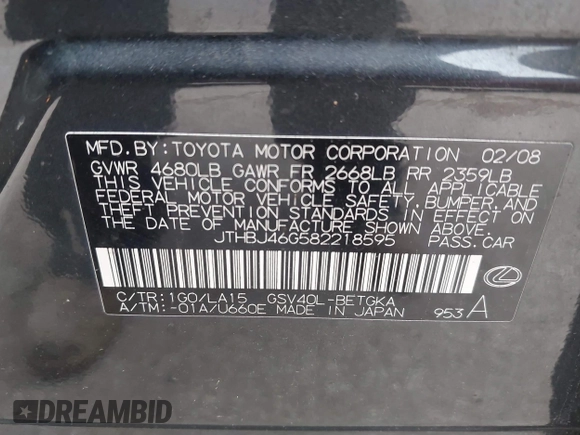 MFD.BY:TOYOTA MOTOR CORPORATION 02/08
GVWR 4680LB GAWR FR 2668LB RR 2359LB
THIS VEHICLE CONFORMS TO ALL APPLICABLE
FEDERAL MOTOR VEHICLE SAFETY,BUMPER,AND
THEFT PREVENTION STANDARDS IN EFFECT ON
THE DATE OF MANUFACTURE SHOWN ABOVE.
JTHBJ46G582218595 PASS.CAR
C/TR:1G0/LA15 GSV40L-BETGKA
A/TM:-01A/U660E MADE IN JAPAN 953 A
DREAMBID